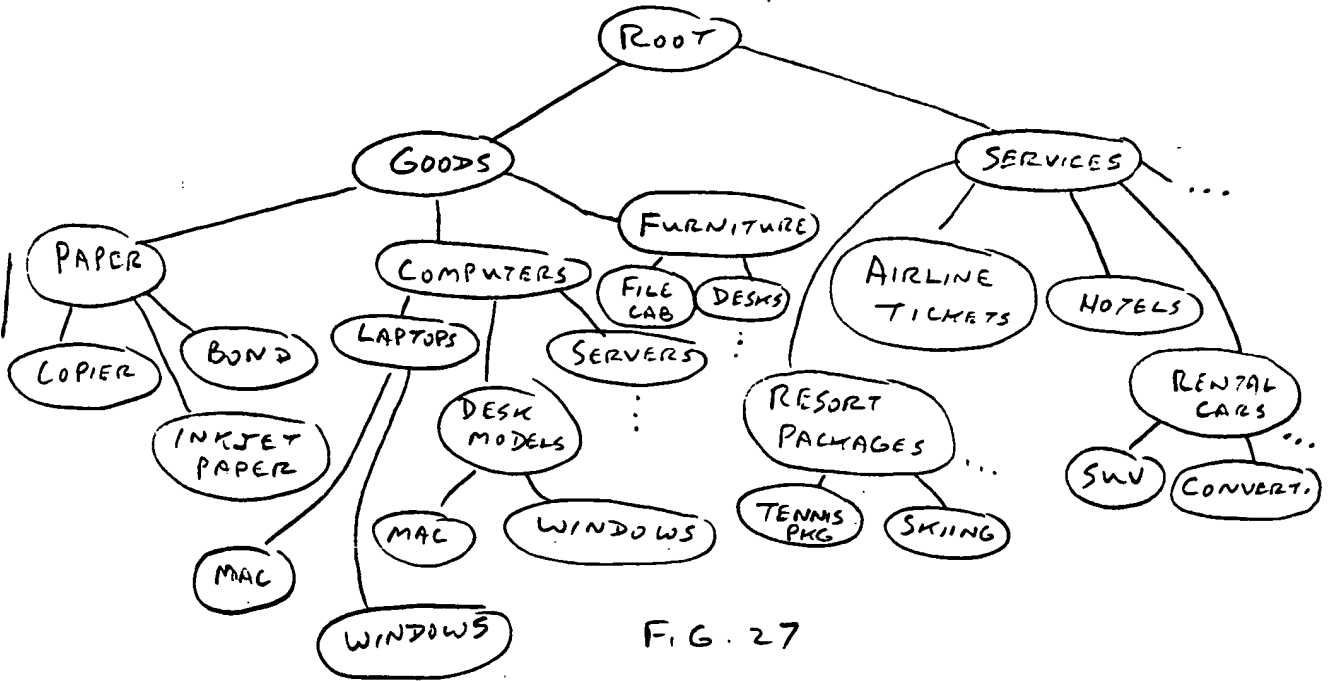 ROOT
GOODS
SERVICES
...
PAPER
COMPUTERS
FURNITURE
FILE
CAB
DESKS
AIRLINE
TICKETS
HOTELS
COPIER
BOND
INKJET
PAPER
LAPTOPS
SERVERS
DESK
MODELS
RESORT
PACKAGES
...
RENTAL
CARS
...
MAC
WINDOWS
MAC
WINDOWS
TENNIS
PKG
SKIING
SUV
CONVERT.
FIG. 27